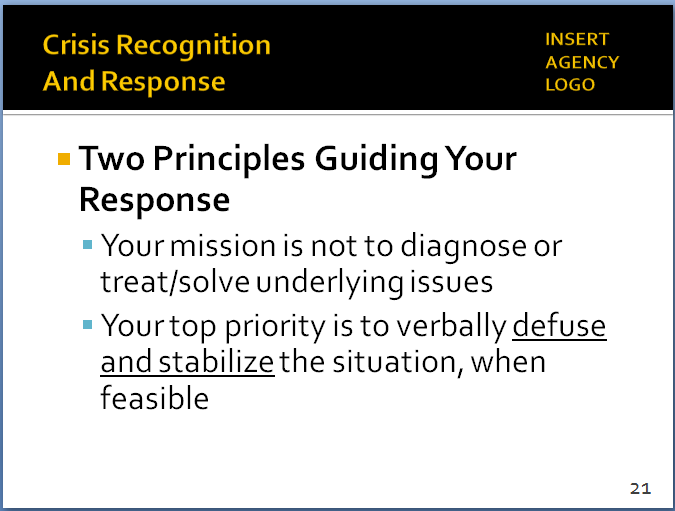 Crisis Recognition
And Response
INSERT
AGENCY
LOGO
Two Principles Guiding Your
Response
Your mission is not to diagnose or
treat/solve underlying issues
Your top priority is to verbally defuse
and stabilize the situation, when
feasible
21